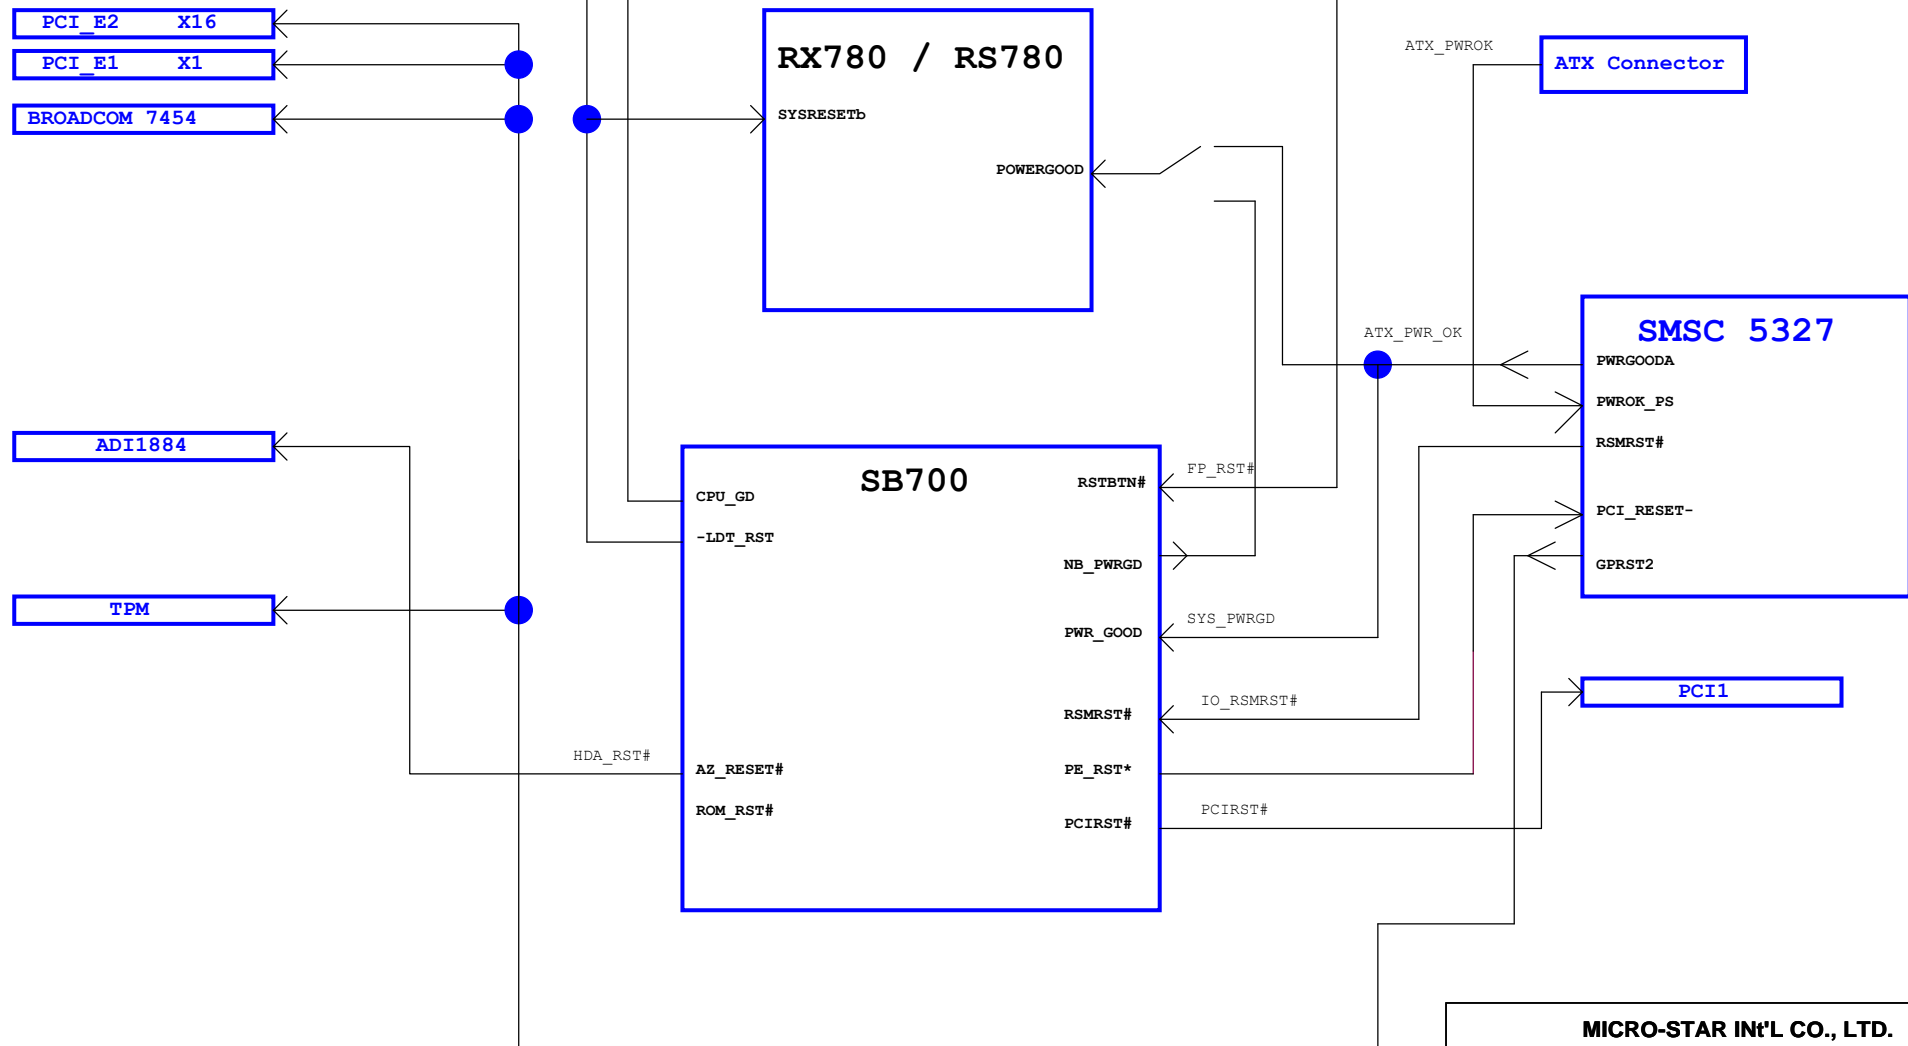 PCI_E2 X16
PCI_E1 X1
BROADCOM 7454
ADI1884
TPM
RX780 / RS780
SYSRESETb
POWERGOOD
ATX_PWROK
ATX Connector
ATX_PWR_OK
SMSC 5327
PWRGOODA
PWROK_PS
RSMRST#
PCI_RESET-
GPRST2
SB700
CPU_GD
-LDT_RST
AZ_RESET#
ROM_RST#
RSTBTN#
NB_PWRGD
PWR_GOOD
RSMRST#
PE_RST*
PCIRST#
FP_RST#
SYS_PWRGD
IO_RSMRST#
PCIRST#
HDA_RST#
PCI1
MICRO-STAR INt'L CO., LTD.